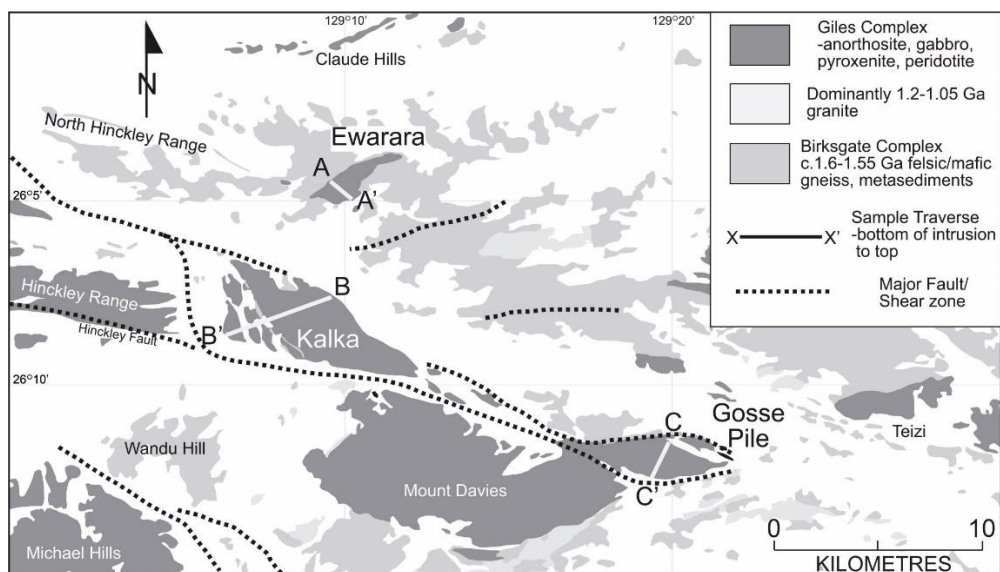 129°10'
129°20'
N
Claude Hills
North Hinckley Range
Ewarara
A
A'
26°5'
Hinckley Range
Hinckley Fault
B
B'
Kalka
26°10'
Wandu Hill
Mount Davies
Michael Hills
C
C'
Gosse
Pile
Teizi
Giles Complex
-anorthosite, gabbro,
pyroxenite, peridotite
Dominantly 1.2-1.05 Ga
granite
Birksgate Complex
c.1.6-1.55 Ga felsic/mafic
gneiss, metasediments
X X' Sample Traverse
-bottom of intrusion
to top
Major Fault/
Shear zone
0 10
KILOMETRES